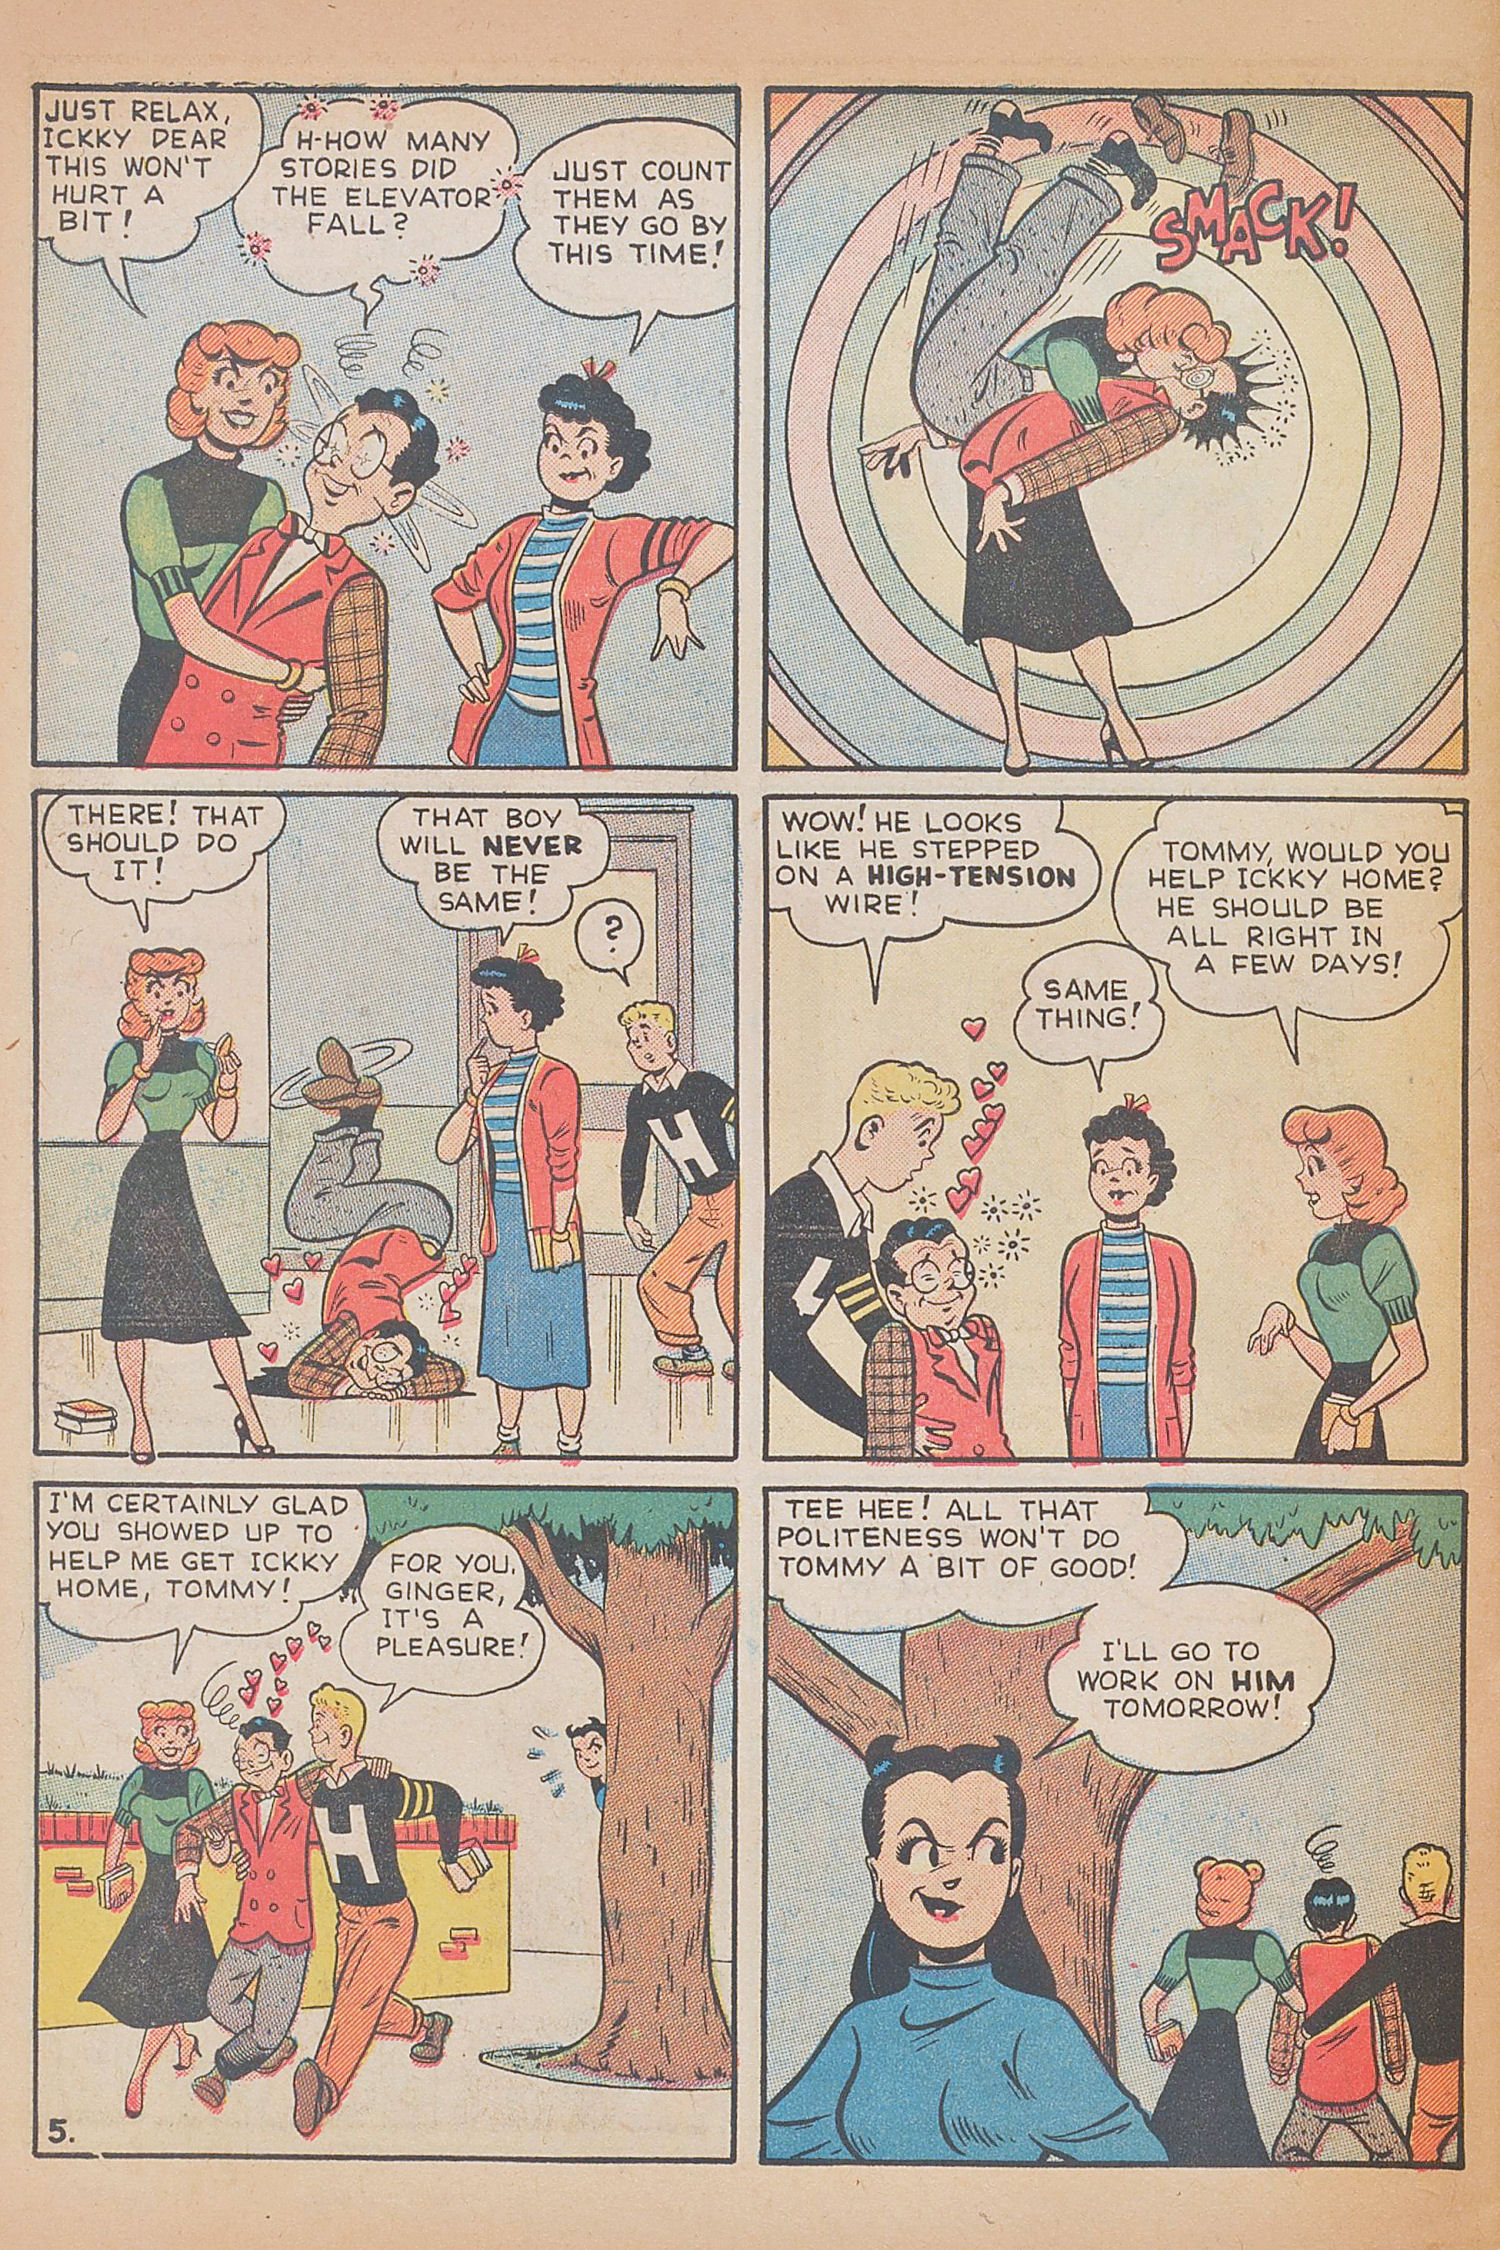 JUST RELAX,
ICKKY DEAR
THIS WON'T
HURT A
BIT!
H-HOW MANY
STORIES DID
THE ELEVATOR
FALL?
JUST COUNT
THEM AS
THEY GO BY
THIS TIME!
SMACK!
THERE! THAT
SHOULD DO
IT!
THAT BOY
WILL NEVER
BE THE
SAME!
?
H
WOW! HE LOOKS
LIKE HE STEPPED
ON A HIGH-TENSION
WIRE!
SAME
THING!
TOMMY, WOULD YOU
HELP ICKKY HOME?
HE SHOULD BE
ALL RIGHT IN
A FEW DAYS!
H
I'M CERTAINLY GLAD
YOU SHOWED UP TO
HELP ME GET ICKKY
HOME, TOMMY!
FOR YOU,
GINGER,
IT'S A
PLEASURE!
H
5.
TEE HEE! ALL THAT
POLITENESS WON'T DO
TOMMY A BIT OF GOOD!
I'LL GO TO
WORK ON HIM
TOMORROW!